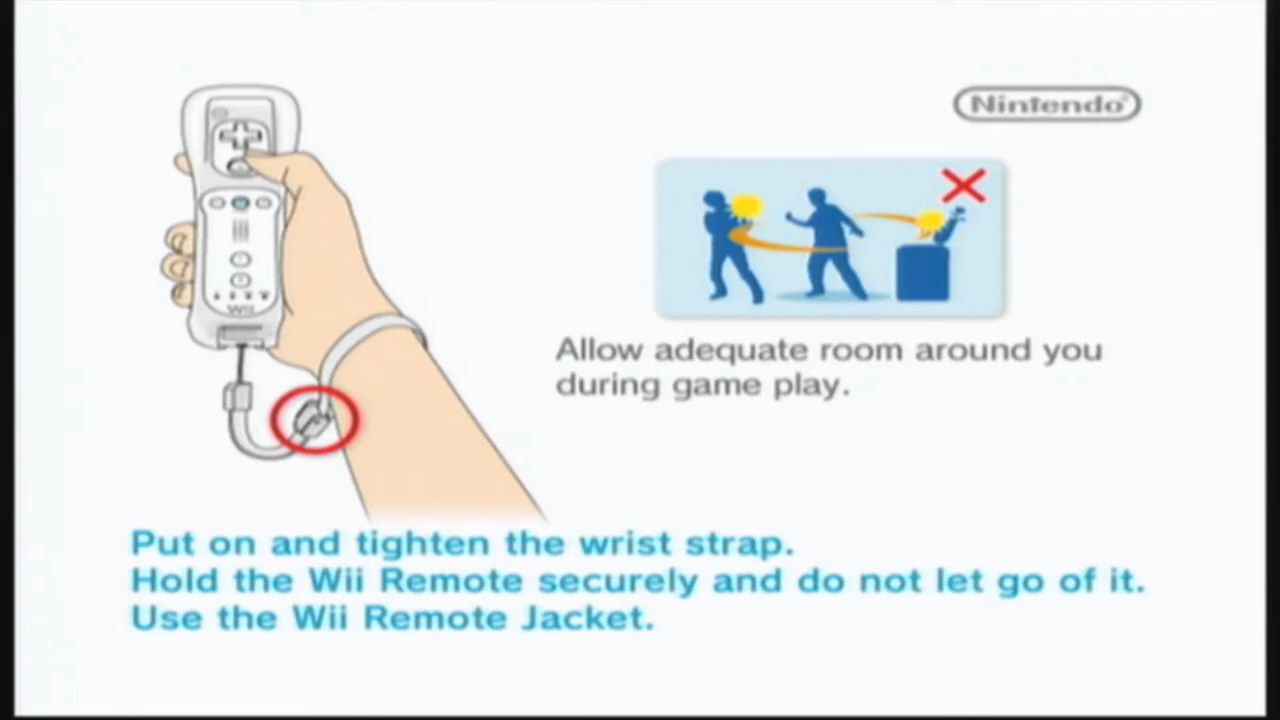 Nintendo
Allow adequate room around you
during game play.
Wii
Put on and tighten the wrist strap.
Hold the Wii Remote securely and do not let go of it.
Use the Wii Remote Jacket.